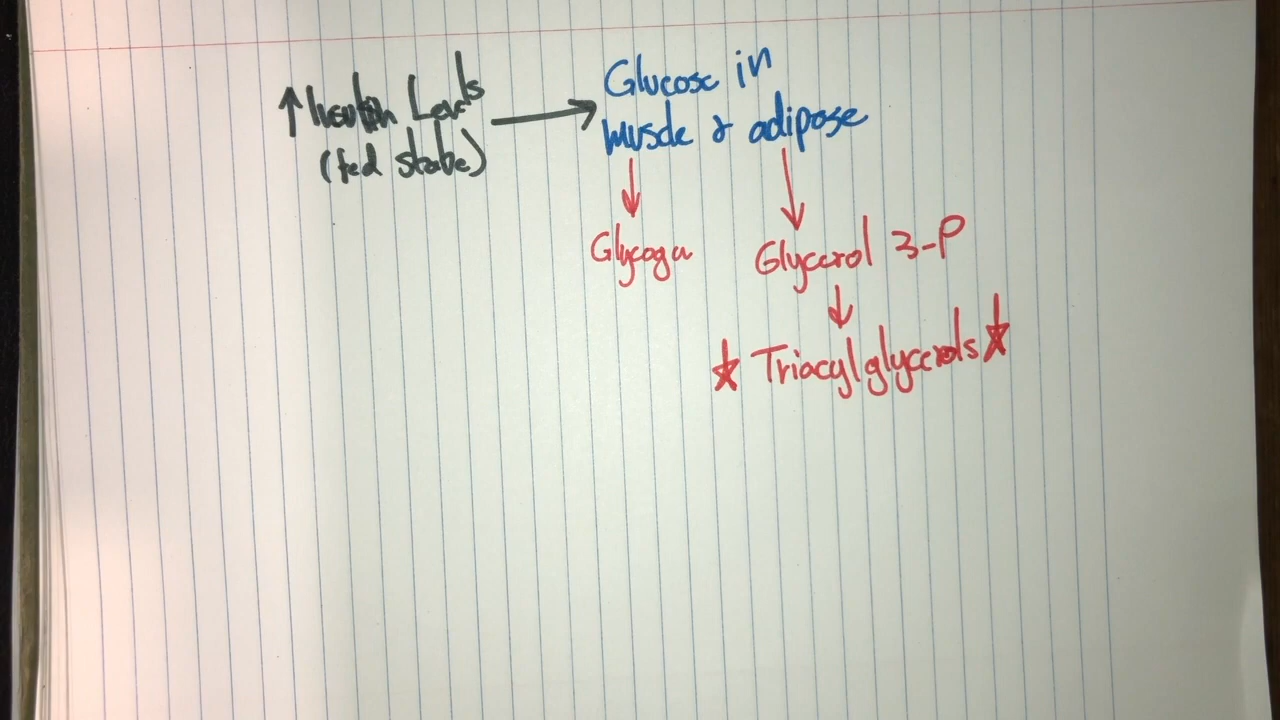 ↑ Insulin Levels
(fed state)
→
Glucose in
muscle & adipose
↓ ↓
Glycogen
Glycerol 3-P
↓
★ Triacylglycerols ★